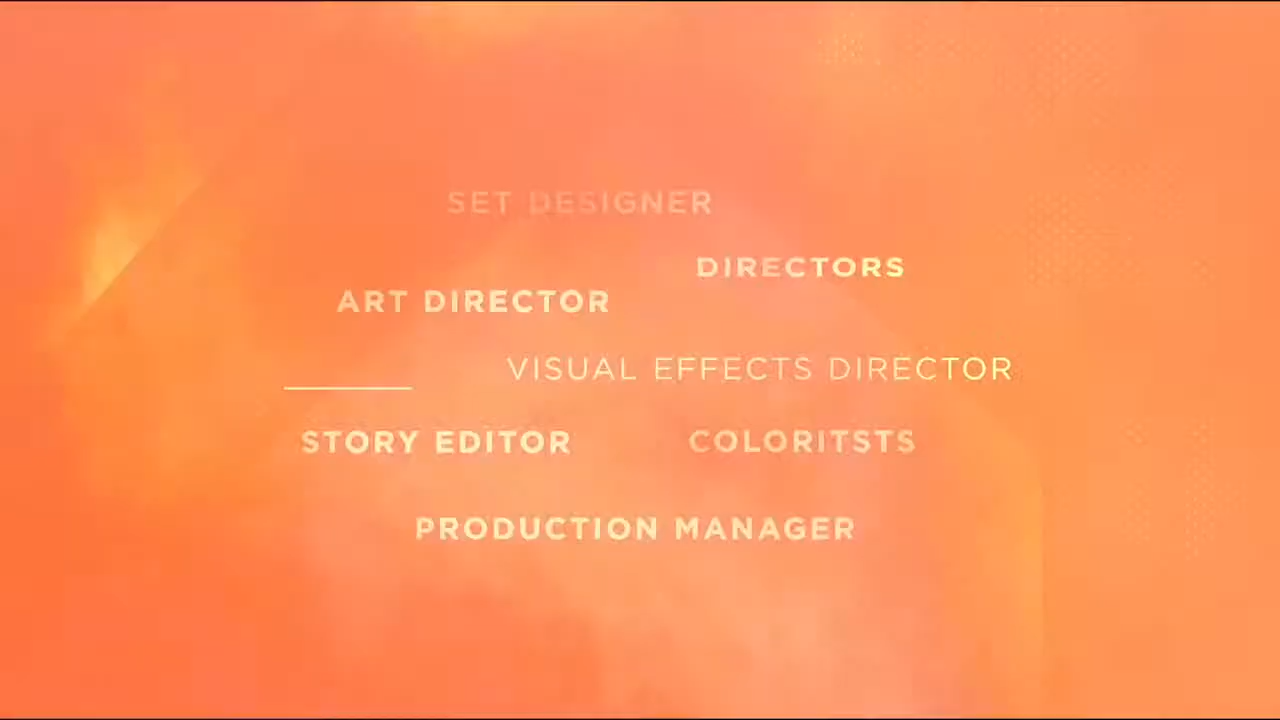 SET DESIGNER
DIRECTORS
ART DIRECTOR
VISUAL EFFECTS DIRECTOR
STORY EDITOR
COLORITSTS
PRODUCTION MANAGER